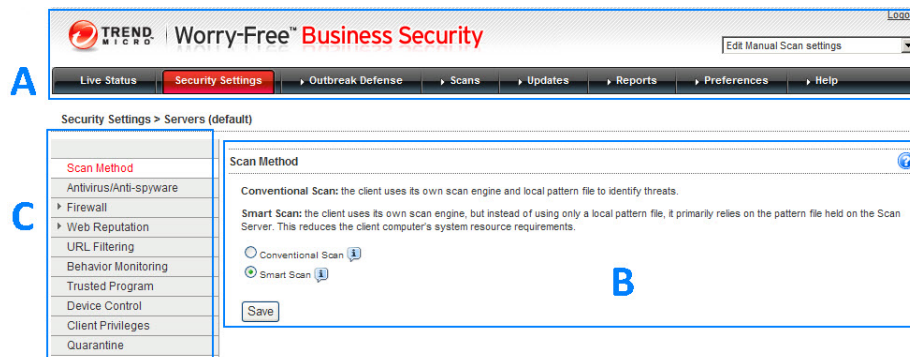 Logo
TREND MICRO Worry-Free™ Business Security
Edit Manual Scan settings
A
Live Status Security Settings Outbreak Defense Scans Updates Reports Preferences Help
Security Settings > Servers (default)
C
Scan Method
Antivirus/Anti-spyware
Firewall
Web Reputation
URL Filtering
Behavior Monitoring
Trusted Program
Device Control
Client Privileges
Quarantine
Scan Method
?
Conventional Scan: the client uses its own scan engine and local pattern file to identify threats.
Smart Scan: the client uses its own scan engine, but instead of using only a local pattern file, it primarily relies on the pattern file held on the Scan
Server. This reduces the client computer's system resource requirements.
Conventional Scan i
Smart Scan i
B
Save